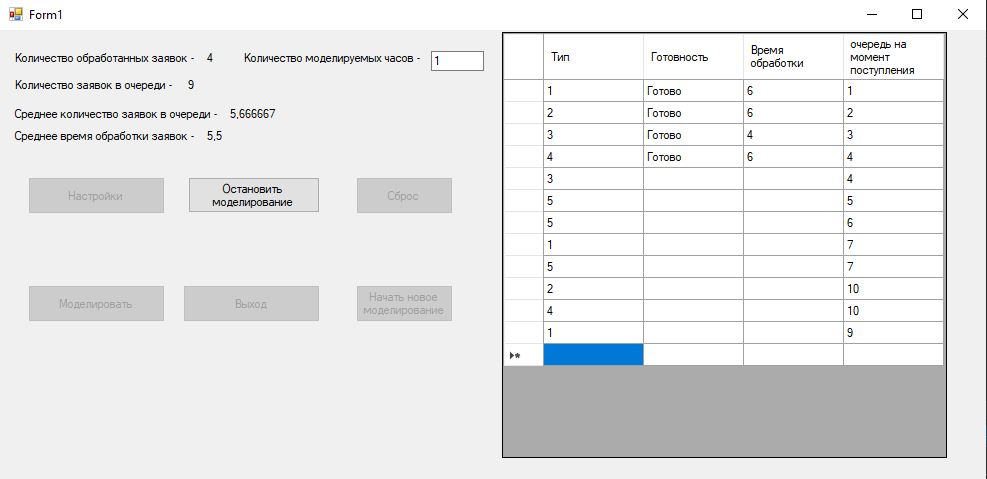 Form1
Количество обработанных заявок - 4 Количество моделируемых часов - 1
Количество заявок в очереди - 9
Среднее количество заявок в очереди - 5,666667
Среднее время обработки заявок - 5,5
Настройки
Остановить
моделирование
Сброс
Моделировать
Выход
Начать новое
моделирование
Тип
Готовность
Время
обработки
очередь на
момент
поступления
1 Готово 6 1
2 Готово 6 2
3 Готово 4 3
4 Готово 6 4
3 4
5 5
5 6
1 7
5 7
2 10
4 10
1 9